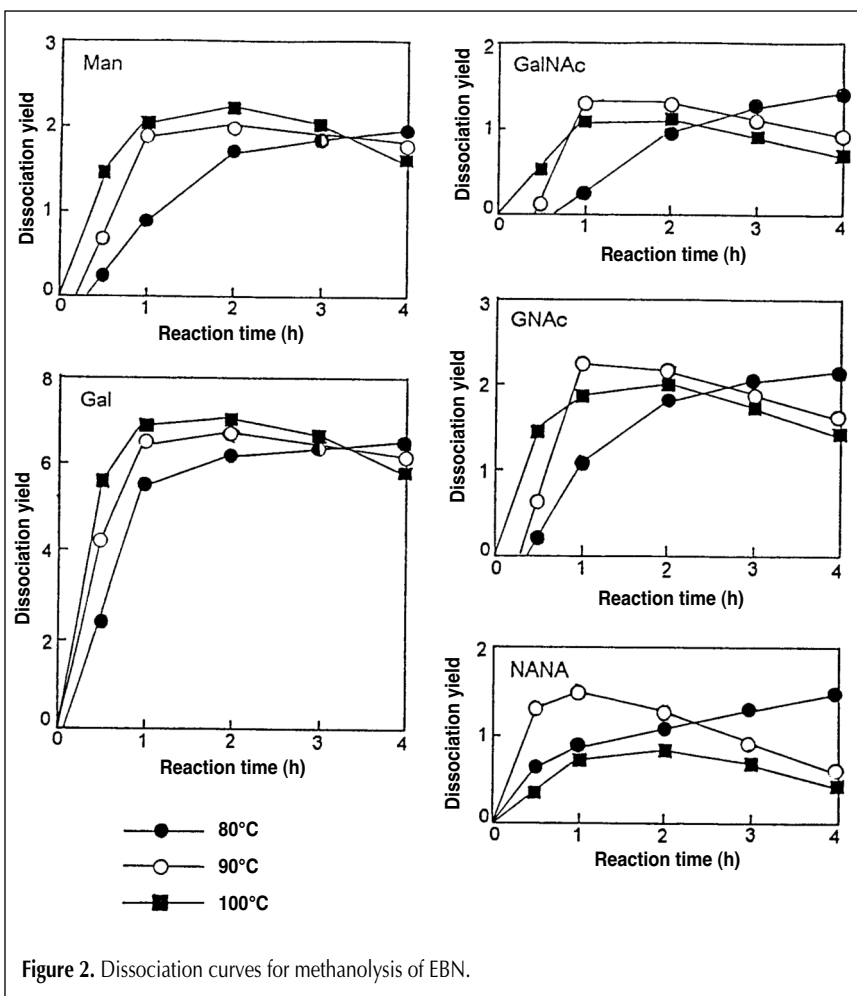 Man
Dissociation yield
3
2
1
0
0 1 2 3 4
Reaction time (h)
Gal
Dissociation yield
8
6
4
2
0
0 1 2 3 4
Reaction time (h)
80°C
90°C
100°C
GalNAc
Dissociation yield
2
1
0
0 1 2 3 4
Reaction time (h)
GNAc
Dissociation yield
3
2
1
0
0 1 2 3 4
Reaction time (h)
NANA
Dissociation yield
2
1
0
0 1 2 3 4
Reaction time (h)
Figure 2. Dissociation curves for methanolysis of EBN.